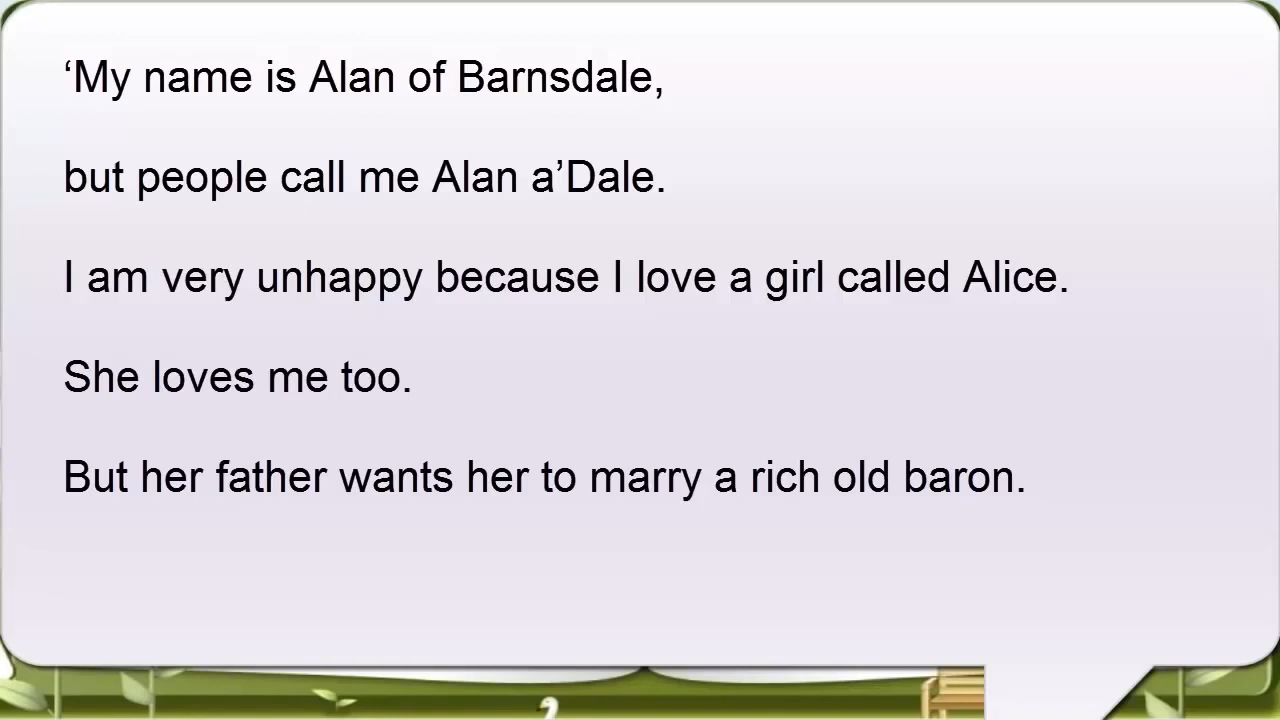 ‘My name is Alan of Barnsdale,
but people call me Alan a’Dale.
I am very unhappy because I love a girl called Alice.
She loves me too.
But her father wants her to marry a rich old baron.